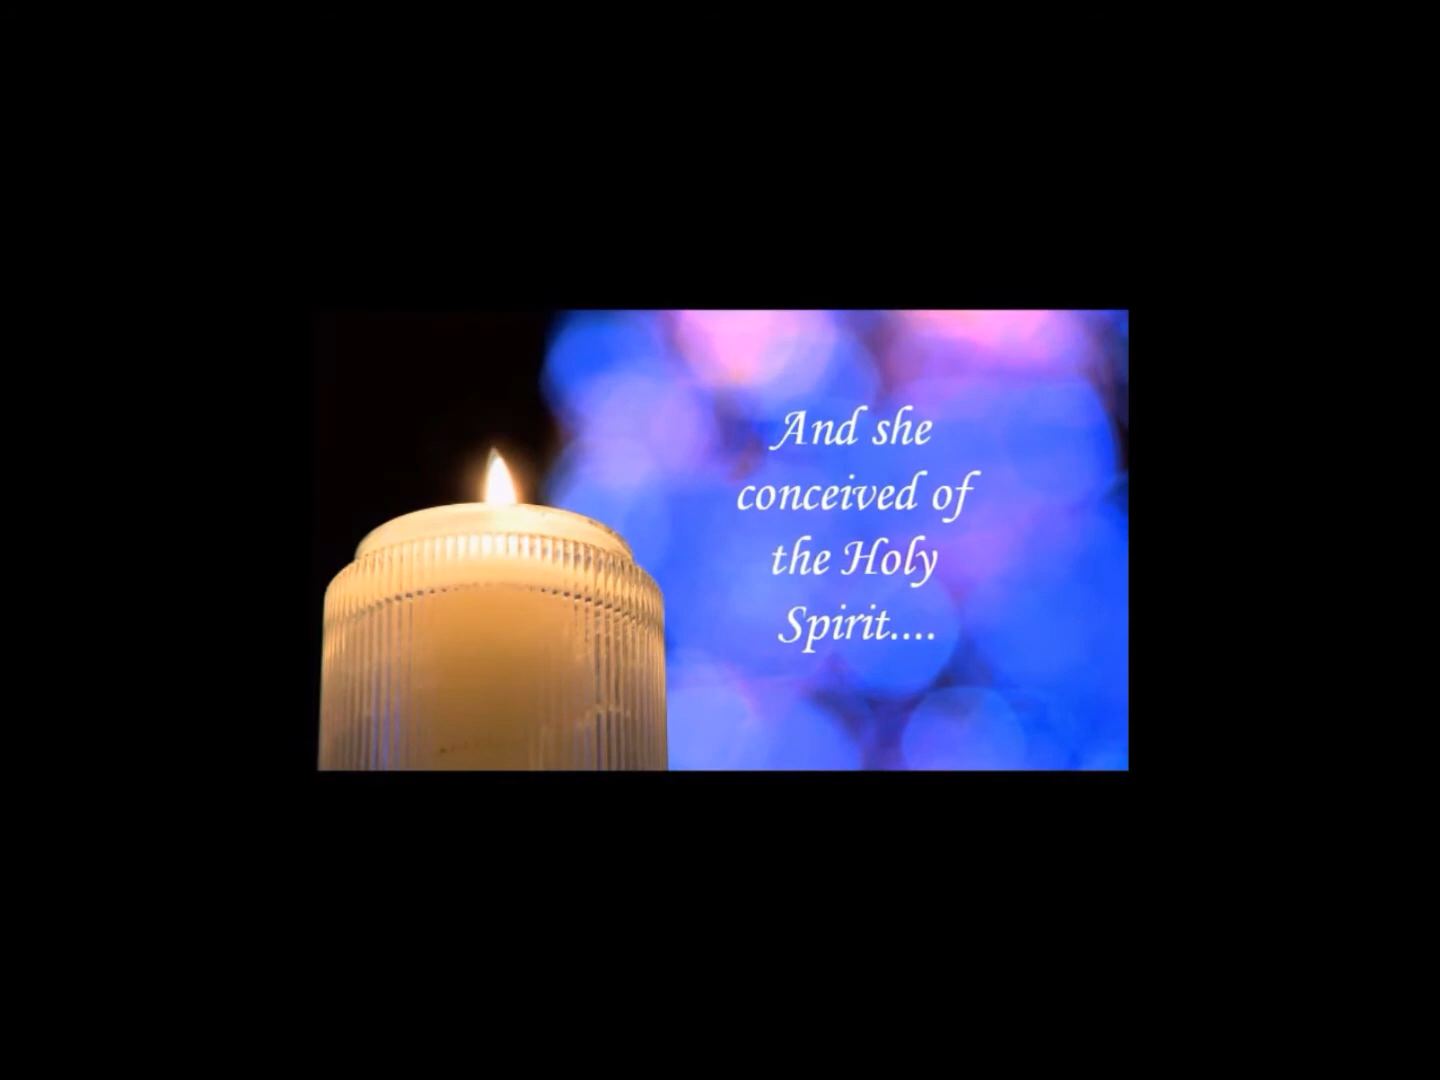 And she
conceived of
the Holy
Spirit....